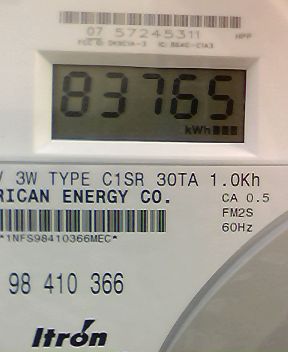 07 57245311
83765
kWh
V 3W TYPE C1SR 30TA 1.0Kh
RICAN ENERGY CO.
CA 0.5
FM2S
60Hz
*1NFS98410366MEC*
98 410 366
Itrón